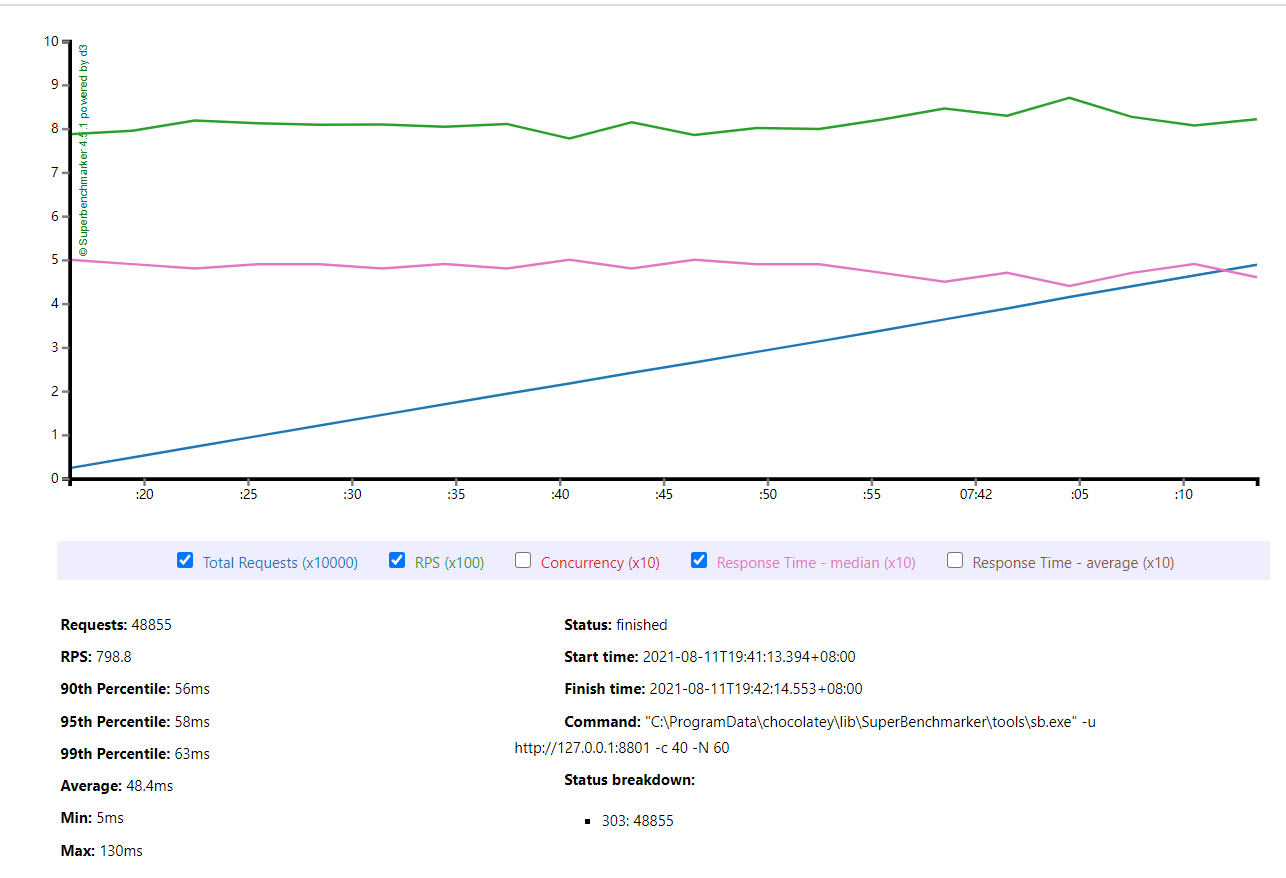 10
9
8
7
6
5
4
3
2
1
0
© Superbenchmarker 4.5.1 powered by d3
:20 :25 :30 :35 :40 :45 :50 :55 07:42 :05 :10
Total Requests (x10000) RPS (x100) Concurrency (x10) Response Time - median (x10) Response Time - average (x10)
Requests: 48855
RPS: 798.8
90th Percentile: 56ms
95th Percentile: 58ms
99th Percentile: 63ms
Average: 48.4ms
Min: 5ms
Max: 130ms
Status: finished
Start time: 2021-08-11T19:41:13.394+08:00
Finish time: 2021-08-11T19:42:14.553+08:00
Command: "C:\ProgramData\chocolatey\lib\SuperBenchmarker\tools\sb.exe" -u
http://127.0.0.1:8801 -c 40 -N 60
Status breakdown:
303: 48855